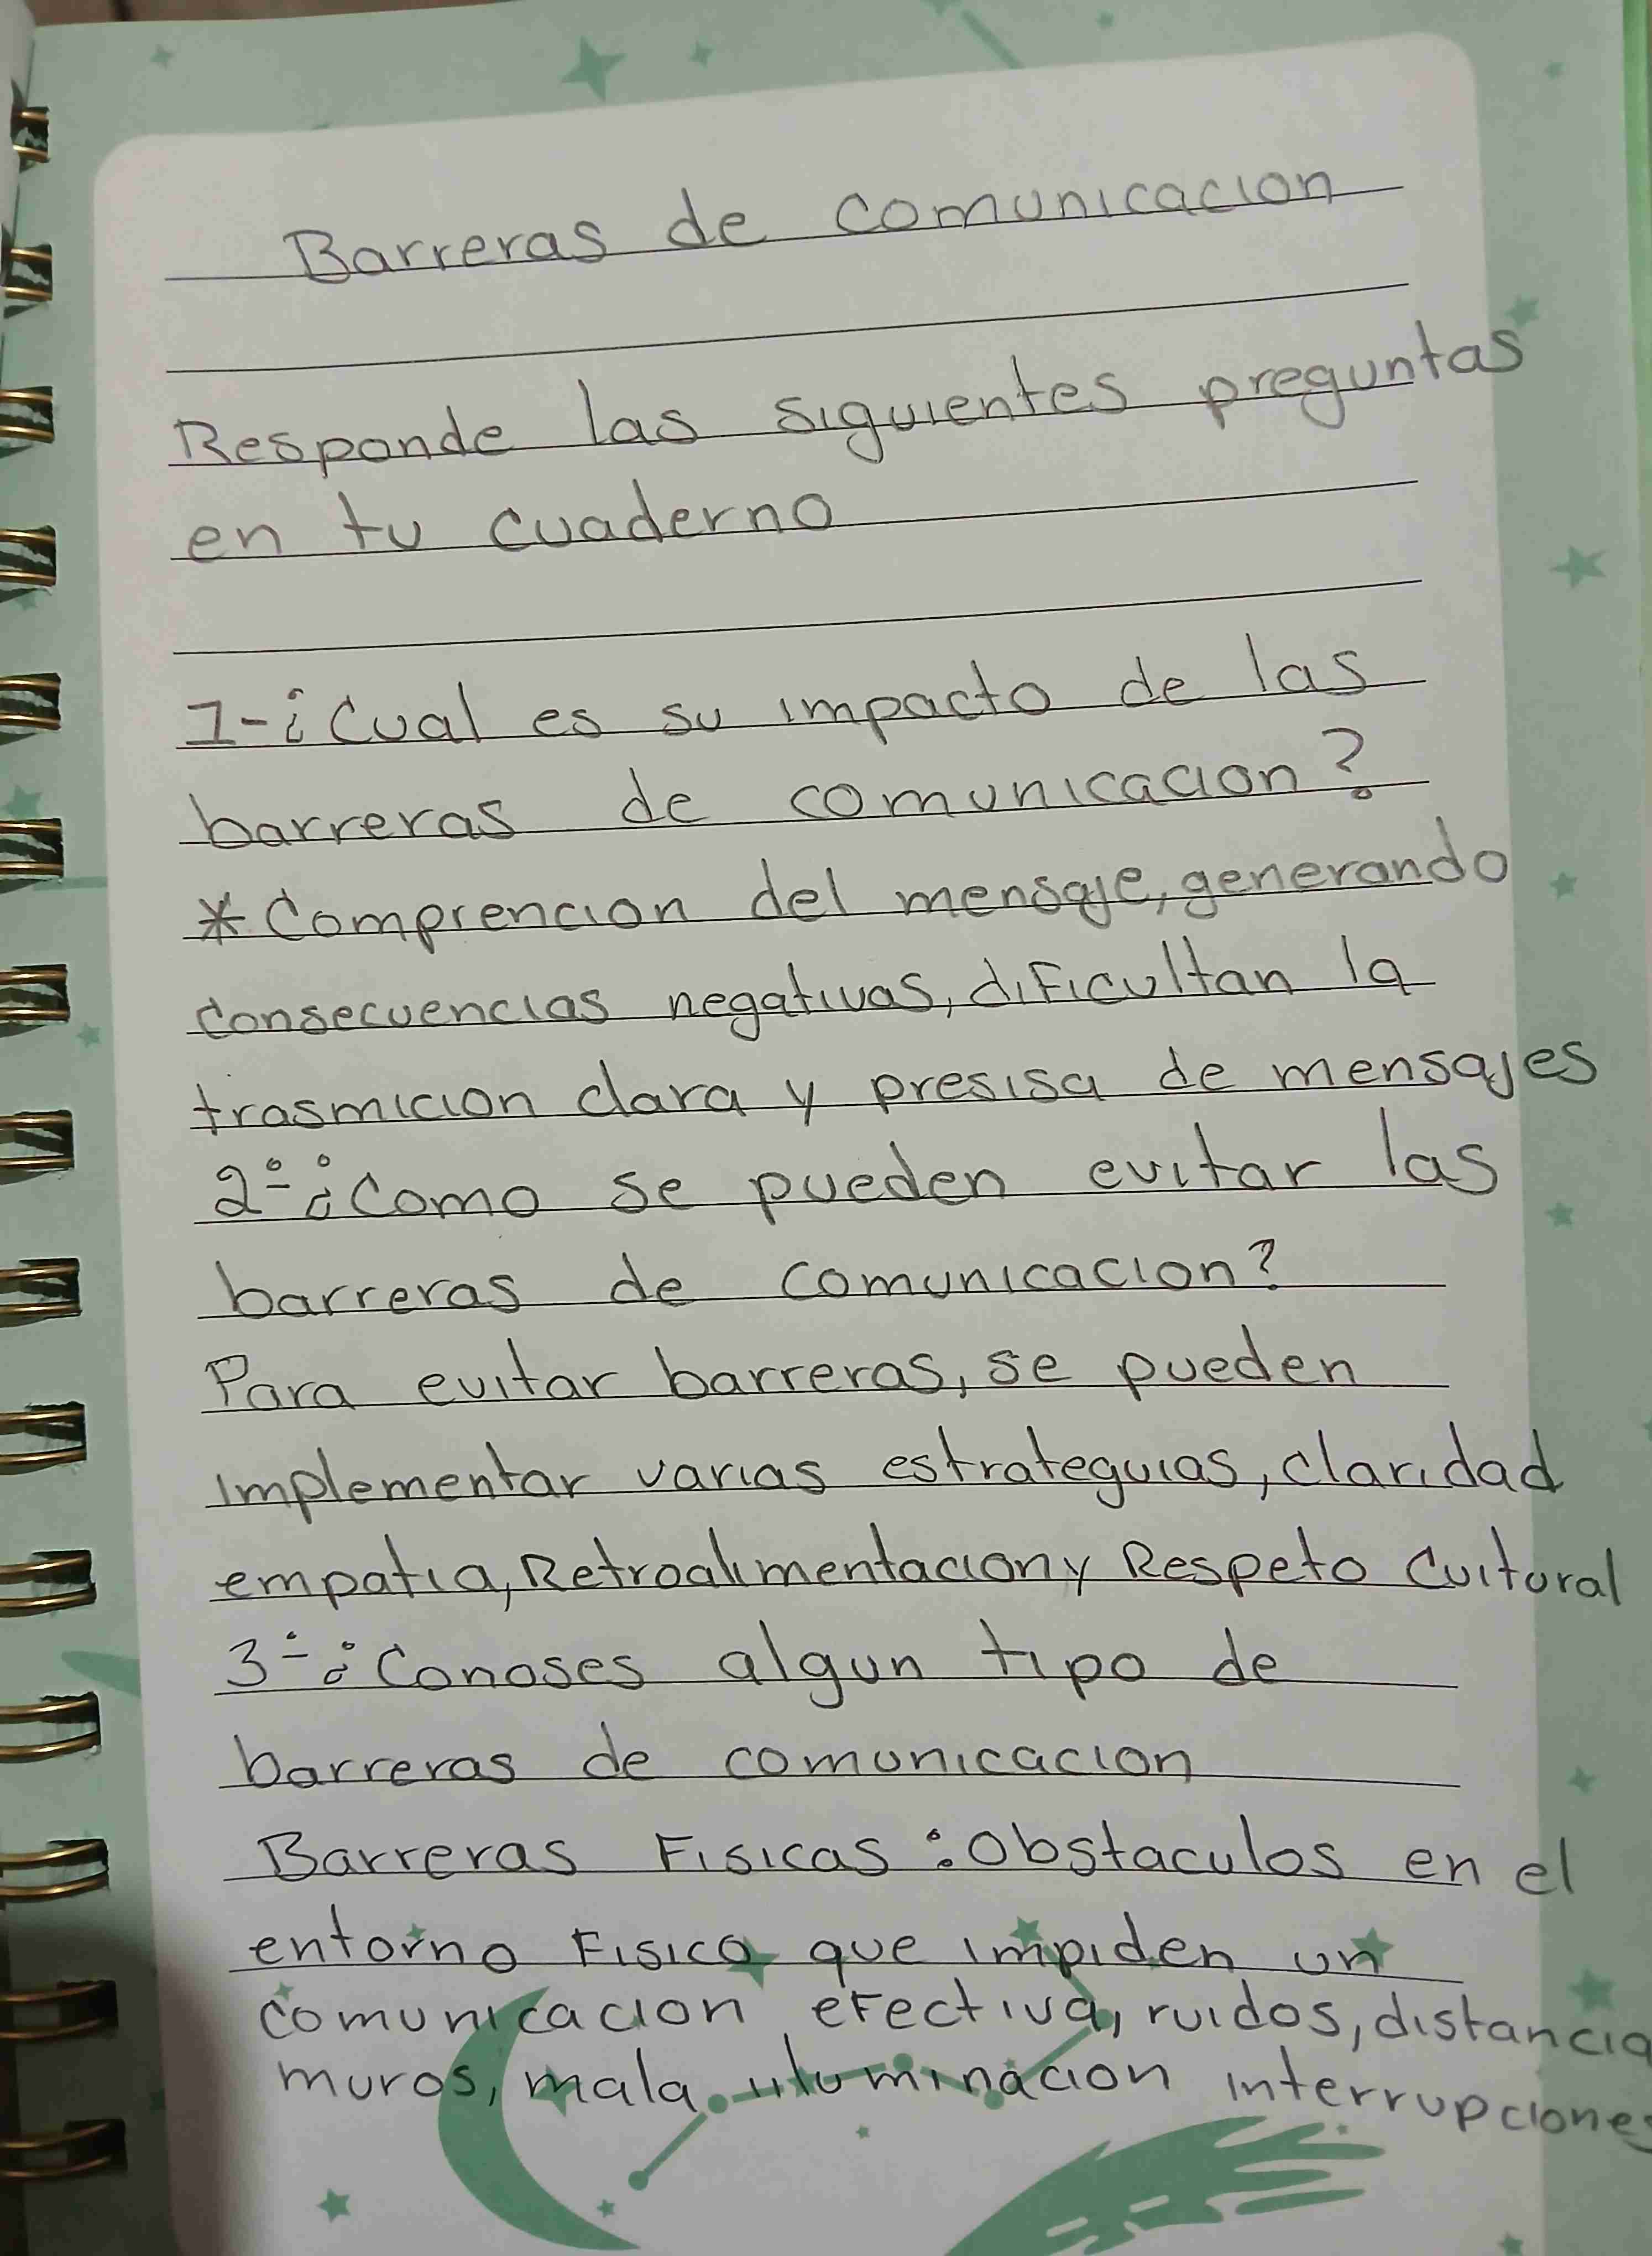 Barreras de comunicacion
Responde las siguientes preguntas
en tu cuaderno
1-¿Cual es su impacto de las
barreras de comunicacion?
*Comprencion del mensaje, generando
consecuencias negativas, dificultan la
trasmicion clara y presisa de mensajes
2÷¿Como se pueden evitar las
barreras de comunicacion?
Para evitar barreras, se pueden
implementar varias estrateguias, claridad
empatia, Retroalimentacion y Respeto Cultural
3÷¿Conoses algun tipo de
barreras de comunicacion
Barreras Fisicas: Obstaculos en el
entorno Fisico que impiden un
comunicacion efectiva, ruidos, distancia
muros, mala iluminacion interrupciones